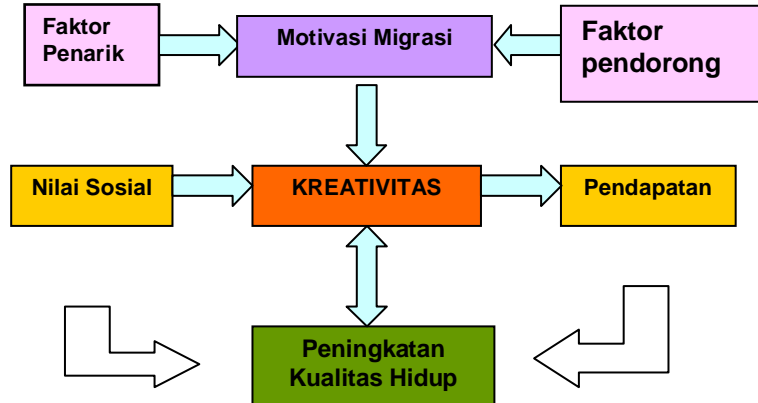 Faktor
Penarik
Motivasi Migrasi
Faktor
pendorong
Nilai Sosial
KREATIVITAS
Pendapatan
Peningkatan
Kualitas Hidup